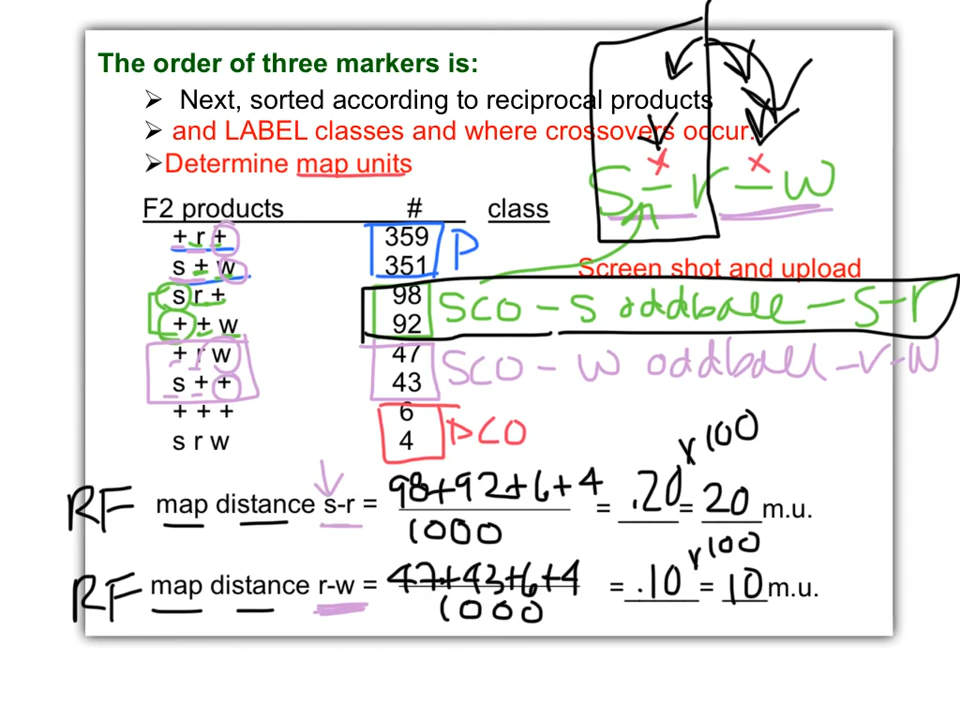 The order of three markers is:
➢ Next, sorted according to reciprocal products
➢ and LABEL classes and where crossovers occur.
➢Determine map units
x x
s – r – w
F2 products # class
+ r + 359 P
s + w 351
Screen shot and upload
s r + 98 SCO – s oddball – s–r
+ + w 92
+ r w 47 SCO – w oddball – r–w
s + + 43
+ + + 6 DCO
s r w 4
x100
RF map distance s-r = 98+92+6+4 / 1000 = .20 = 20 m.u.
x100
RF map distance r-w = 47+43+6+4 / 1000 = .10 = 10 m.u.